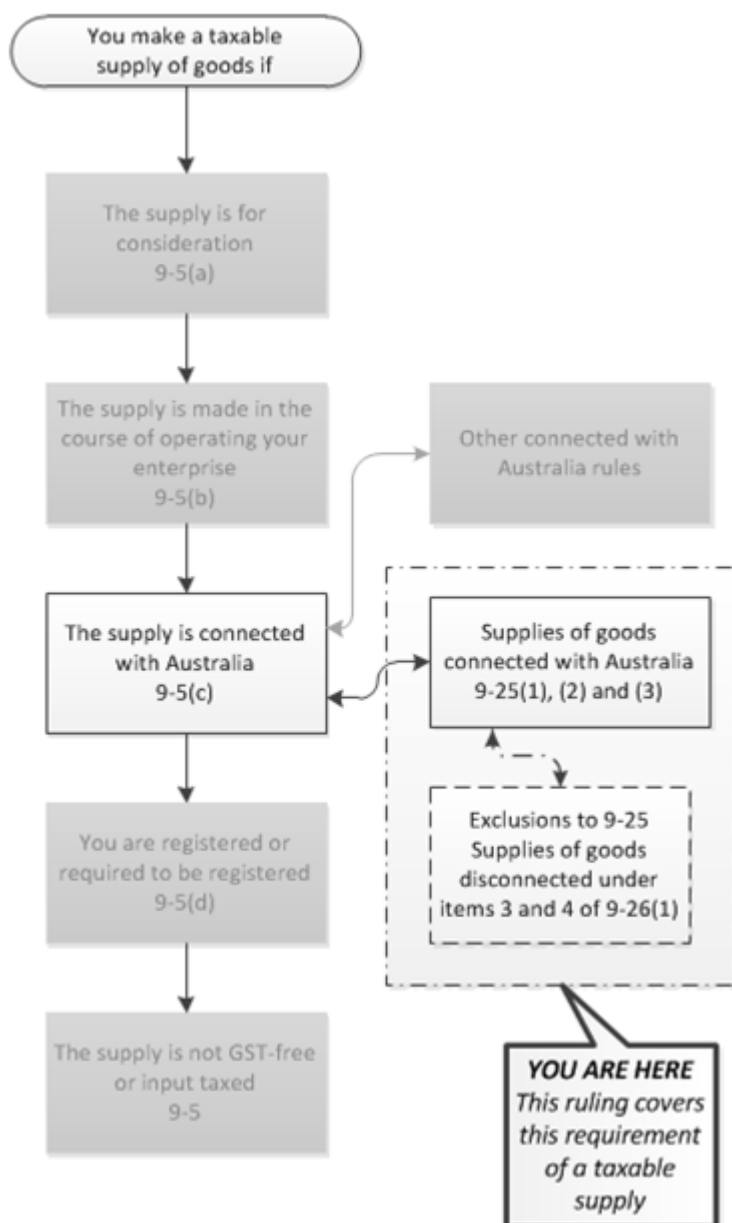 You make a taxable
supply of goods if
The supply is for
consideration
9-5(a)
The supply is made in the
course of operating your
enterprise
9-5(b)
Other connected with
Australia rules
The supply is connected
with Australia
9-5(c)
Supplies of goods
connected with Australia
9-25(1), (2) and (3)
Exclusions to 9-25
Supplies of goods
disconnected under
items 3 and 4 of 9-26(1)
You are registered or
required to be registered
9-5(d)
The supply is not GST-free
or input taxed
9-5
YOU ARE HERE
This ruling covers
this requirement
of a taxable
supply